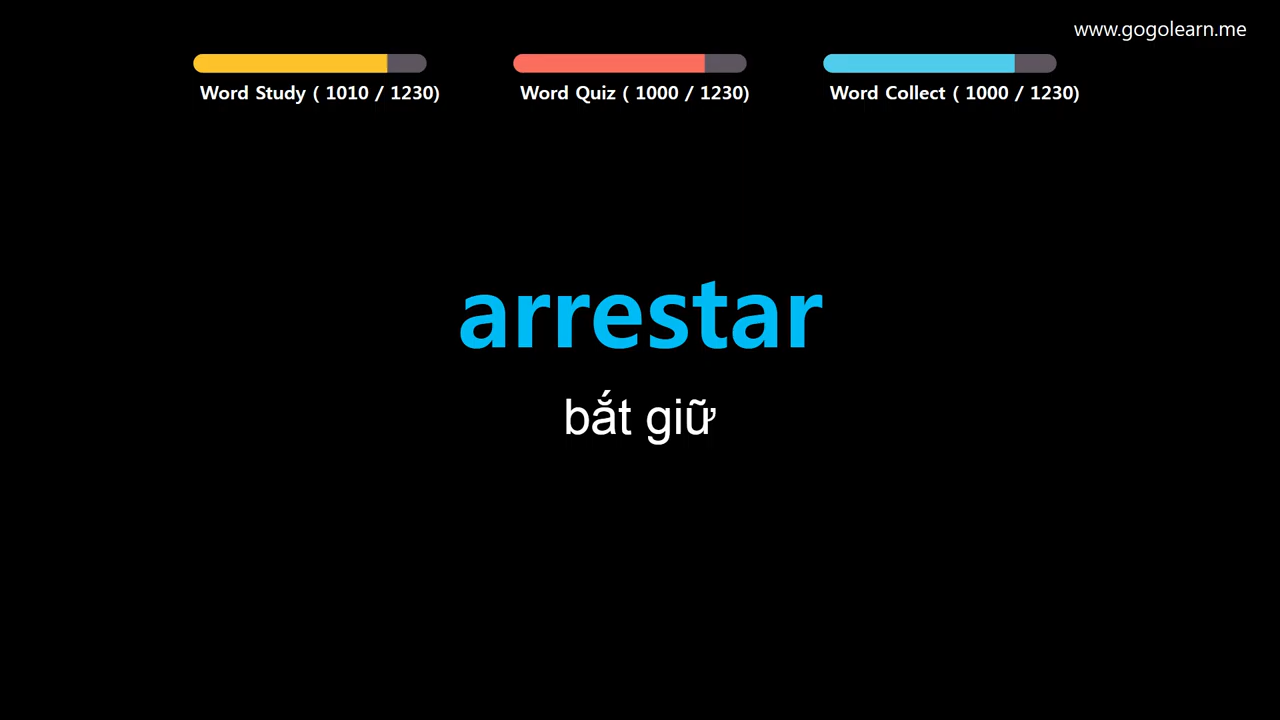 www.gogolearn.me
Word Study ( 1010 / 1230)
Word Quiz ( 1000 / 1230)
Word Collect ( 1000 / 1230)
arrestar
bắt giữ